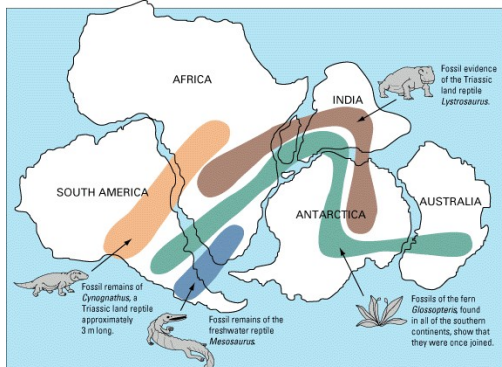 AFRICA
Fossil evidence
of the Triassic
land reptile
Lystrosaurus.
INDIA
SOUTH AMERICA
ANTARCTICA
AUSTRALIA
Fossil remains of
Cynognathus, a
Triassic land reptile
approximately
3 m long.
Fossil remains of the
freshwater reptile
Mesosaurus.
Fossils of the fern
Glossopteris, found
in all of the southern
continents, show that
they were once joined.